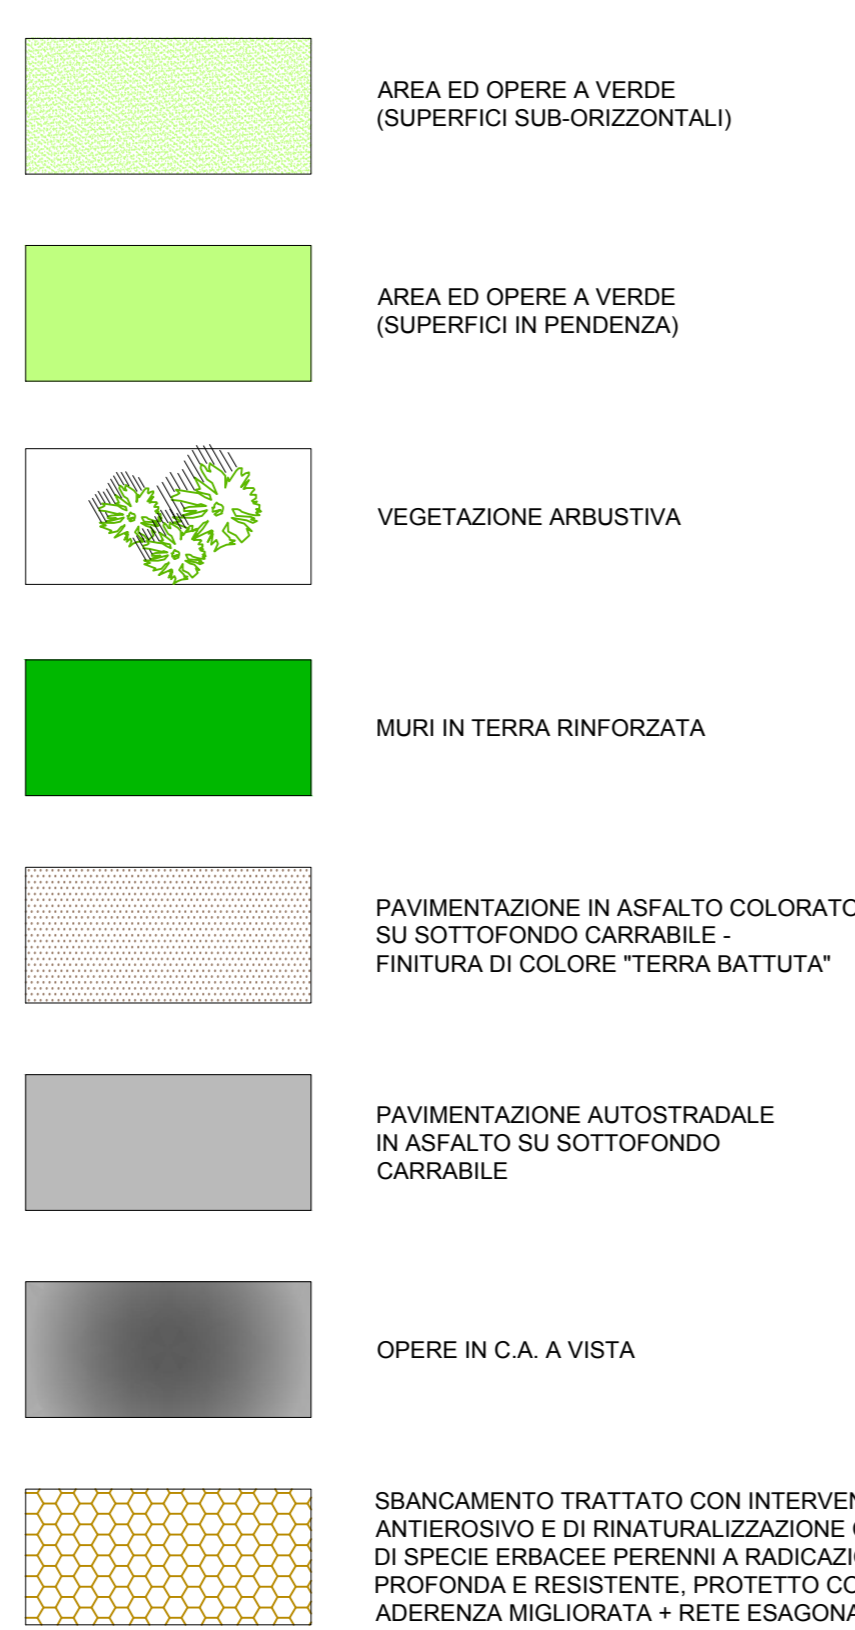 AREA ED OPERE A VERDE
(SUPERFICI SUB-ORIZZONTALI)
AREA ED OPERE A VERDE
(SUPERFICI IN PENDENZA)
VEGETAZIONE ARBUSTIVA
MURI IN TERRA RINFORZATA
PAVIMENTAZIONE IN ASFALTO COLORATO
SU SOTTOFONDO CARRABILE -
FINITURA DI COLORE "TERRA BATTUTA"
PAVIMENTAZIONE AUTOSTRADALE
IN ASFALTO SU SOTTOFONDO
CARRABILE
OPERE IN C.A. A VISTA
SBANCAMENTO TRATTATO CON
ANTIEROSIVO E DI RINATURALIZZAZIONE
DI SPECIE ERBACEE PERENNI A
PROFONDA E RESISTENTE, PROTETTO
ADERENZA MIGLIORATA + RETE